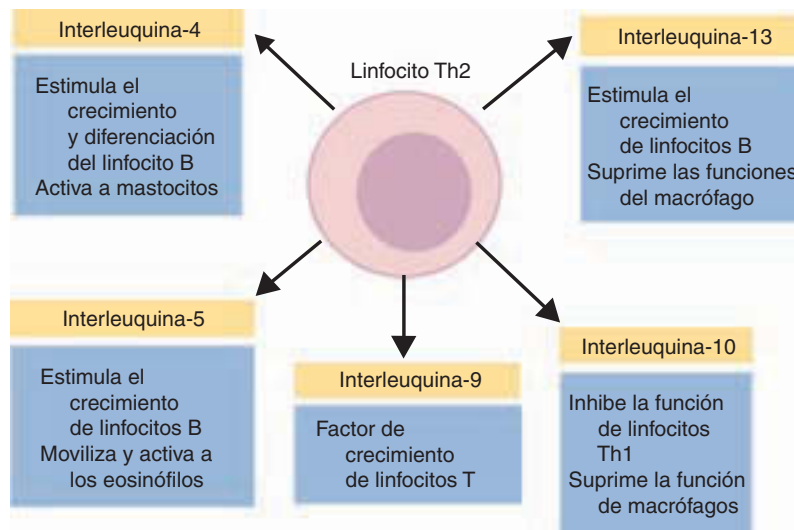 Interleuquina-4
Estimula el
crecimiento
y diferenciación
del linfocito B
Activa a mastocitos
Linfocito Th2
Interleuquina-13
Estimula el
crecimiento
de linfocitos B
Suprime las funciones
del macrófago
Interleuquina-5
Estimula el
crecimiento
de linfocitos B
Moviliza y activa a
los eosinófilos
Interleuquina-9
Factor de
crecimiento
de linfocitos T
Interleuquina-10
Inhibe la función
de linfocitos
Th1
Suprime la función
de macrófagos